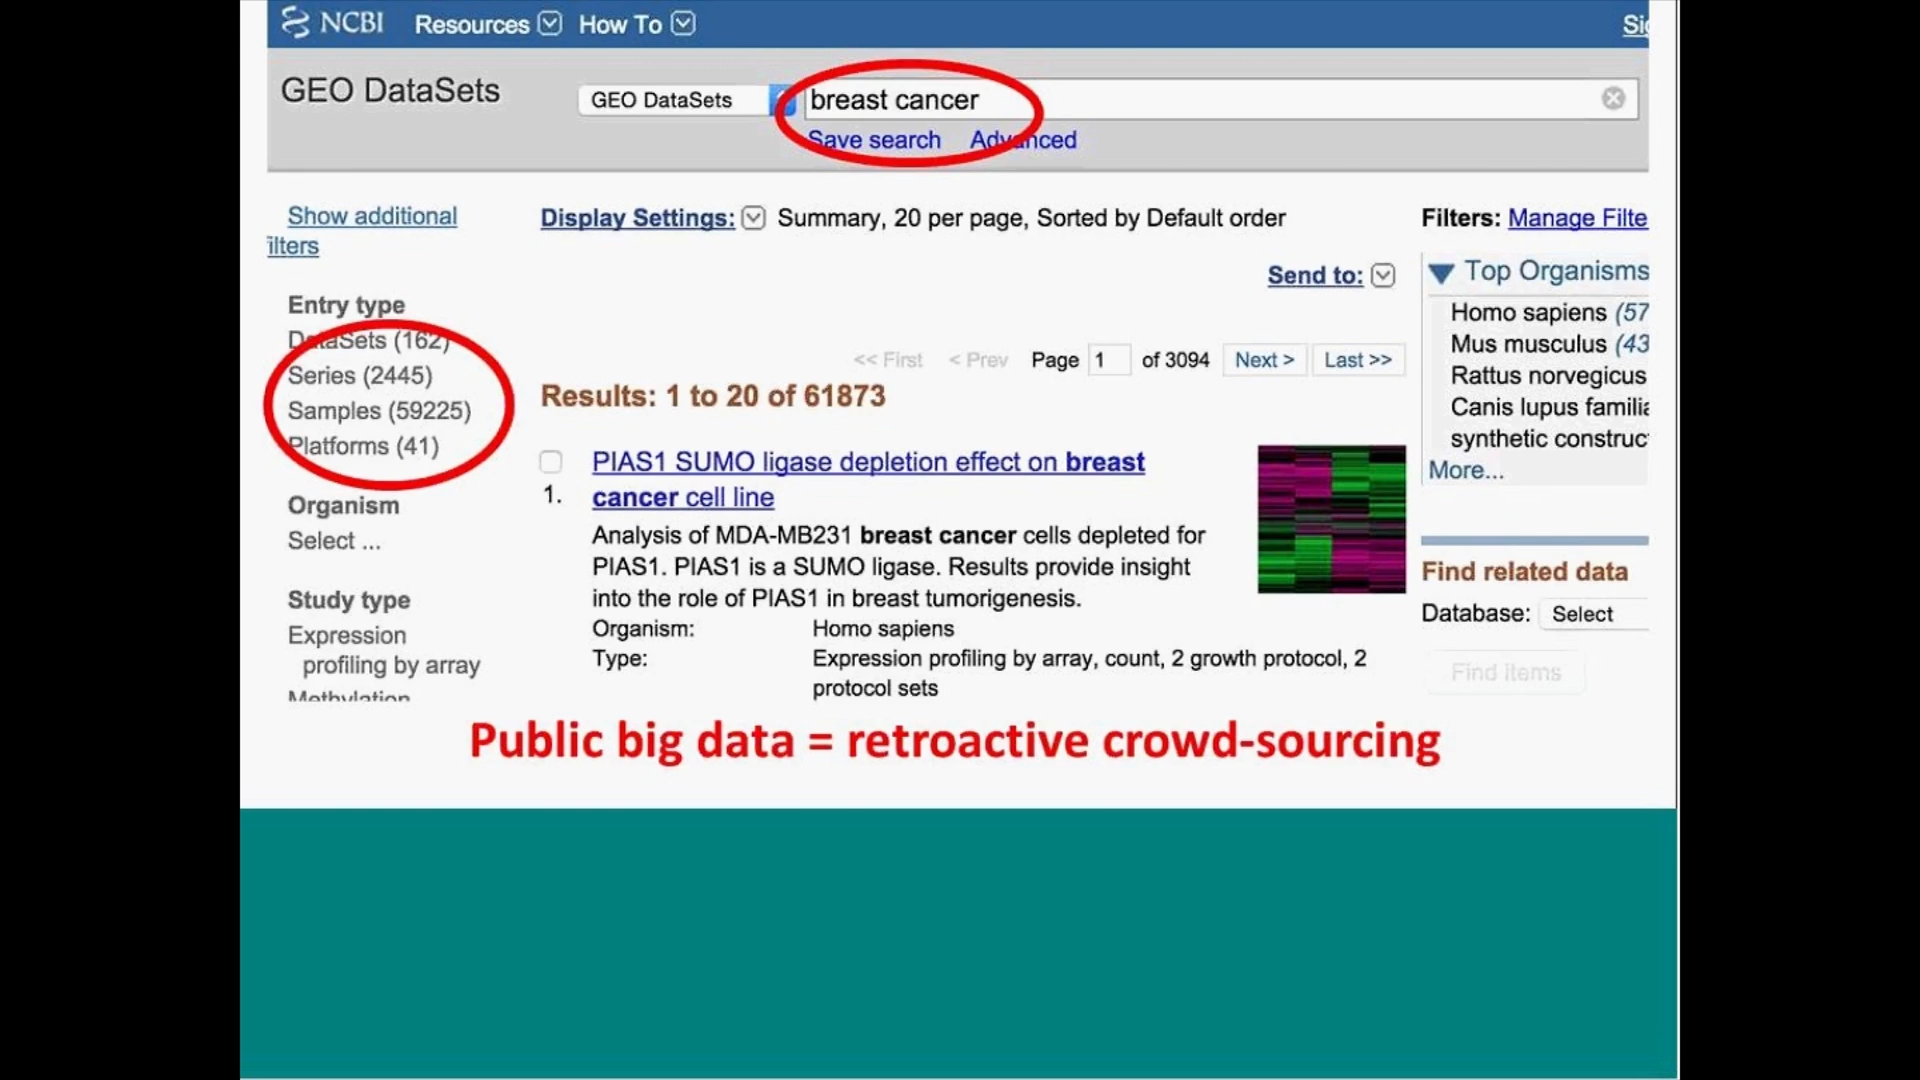 NCBI Resources How To
GEO DataSets
GEO DataSets
breast cancer
Save search Advanced
Show additional
filters
Entry type
DataSets (162)
Series (2445)
Samples (59225)
Platforms (41)
Organism
Select ...
Study type
Expression
profiling by array
Methylation
Display Settings: Summary, 20 per page, Sorted by Default order
Send to:
<< First < Prev Page 1 of 3094 Next > Last >>
Results: 1 to 20 of 61873
PIAS1 SUMO ligase depletion effect on breast
1. cancer cell line
Analysis of MDA-MB231 breast cancer cells depleted for
PIAS1. PIAS1 is a SUMO ligase. Results provide insight
into the role of PIAS1 in breast tumorigenesis.
Organism: Homo sapiens
Type: Expression profiling by array, count, 2 growth protocol, 2
protocol sets
Filters: Manage Filte
Top Organisms
Homo sapiens (57
Mus musculus (43
Rattus norvegicus
Canis lupus famili
synthetic construc
More...
Find related data
Database: Select
Find items
Public big data = retroactive crowd-sourcing